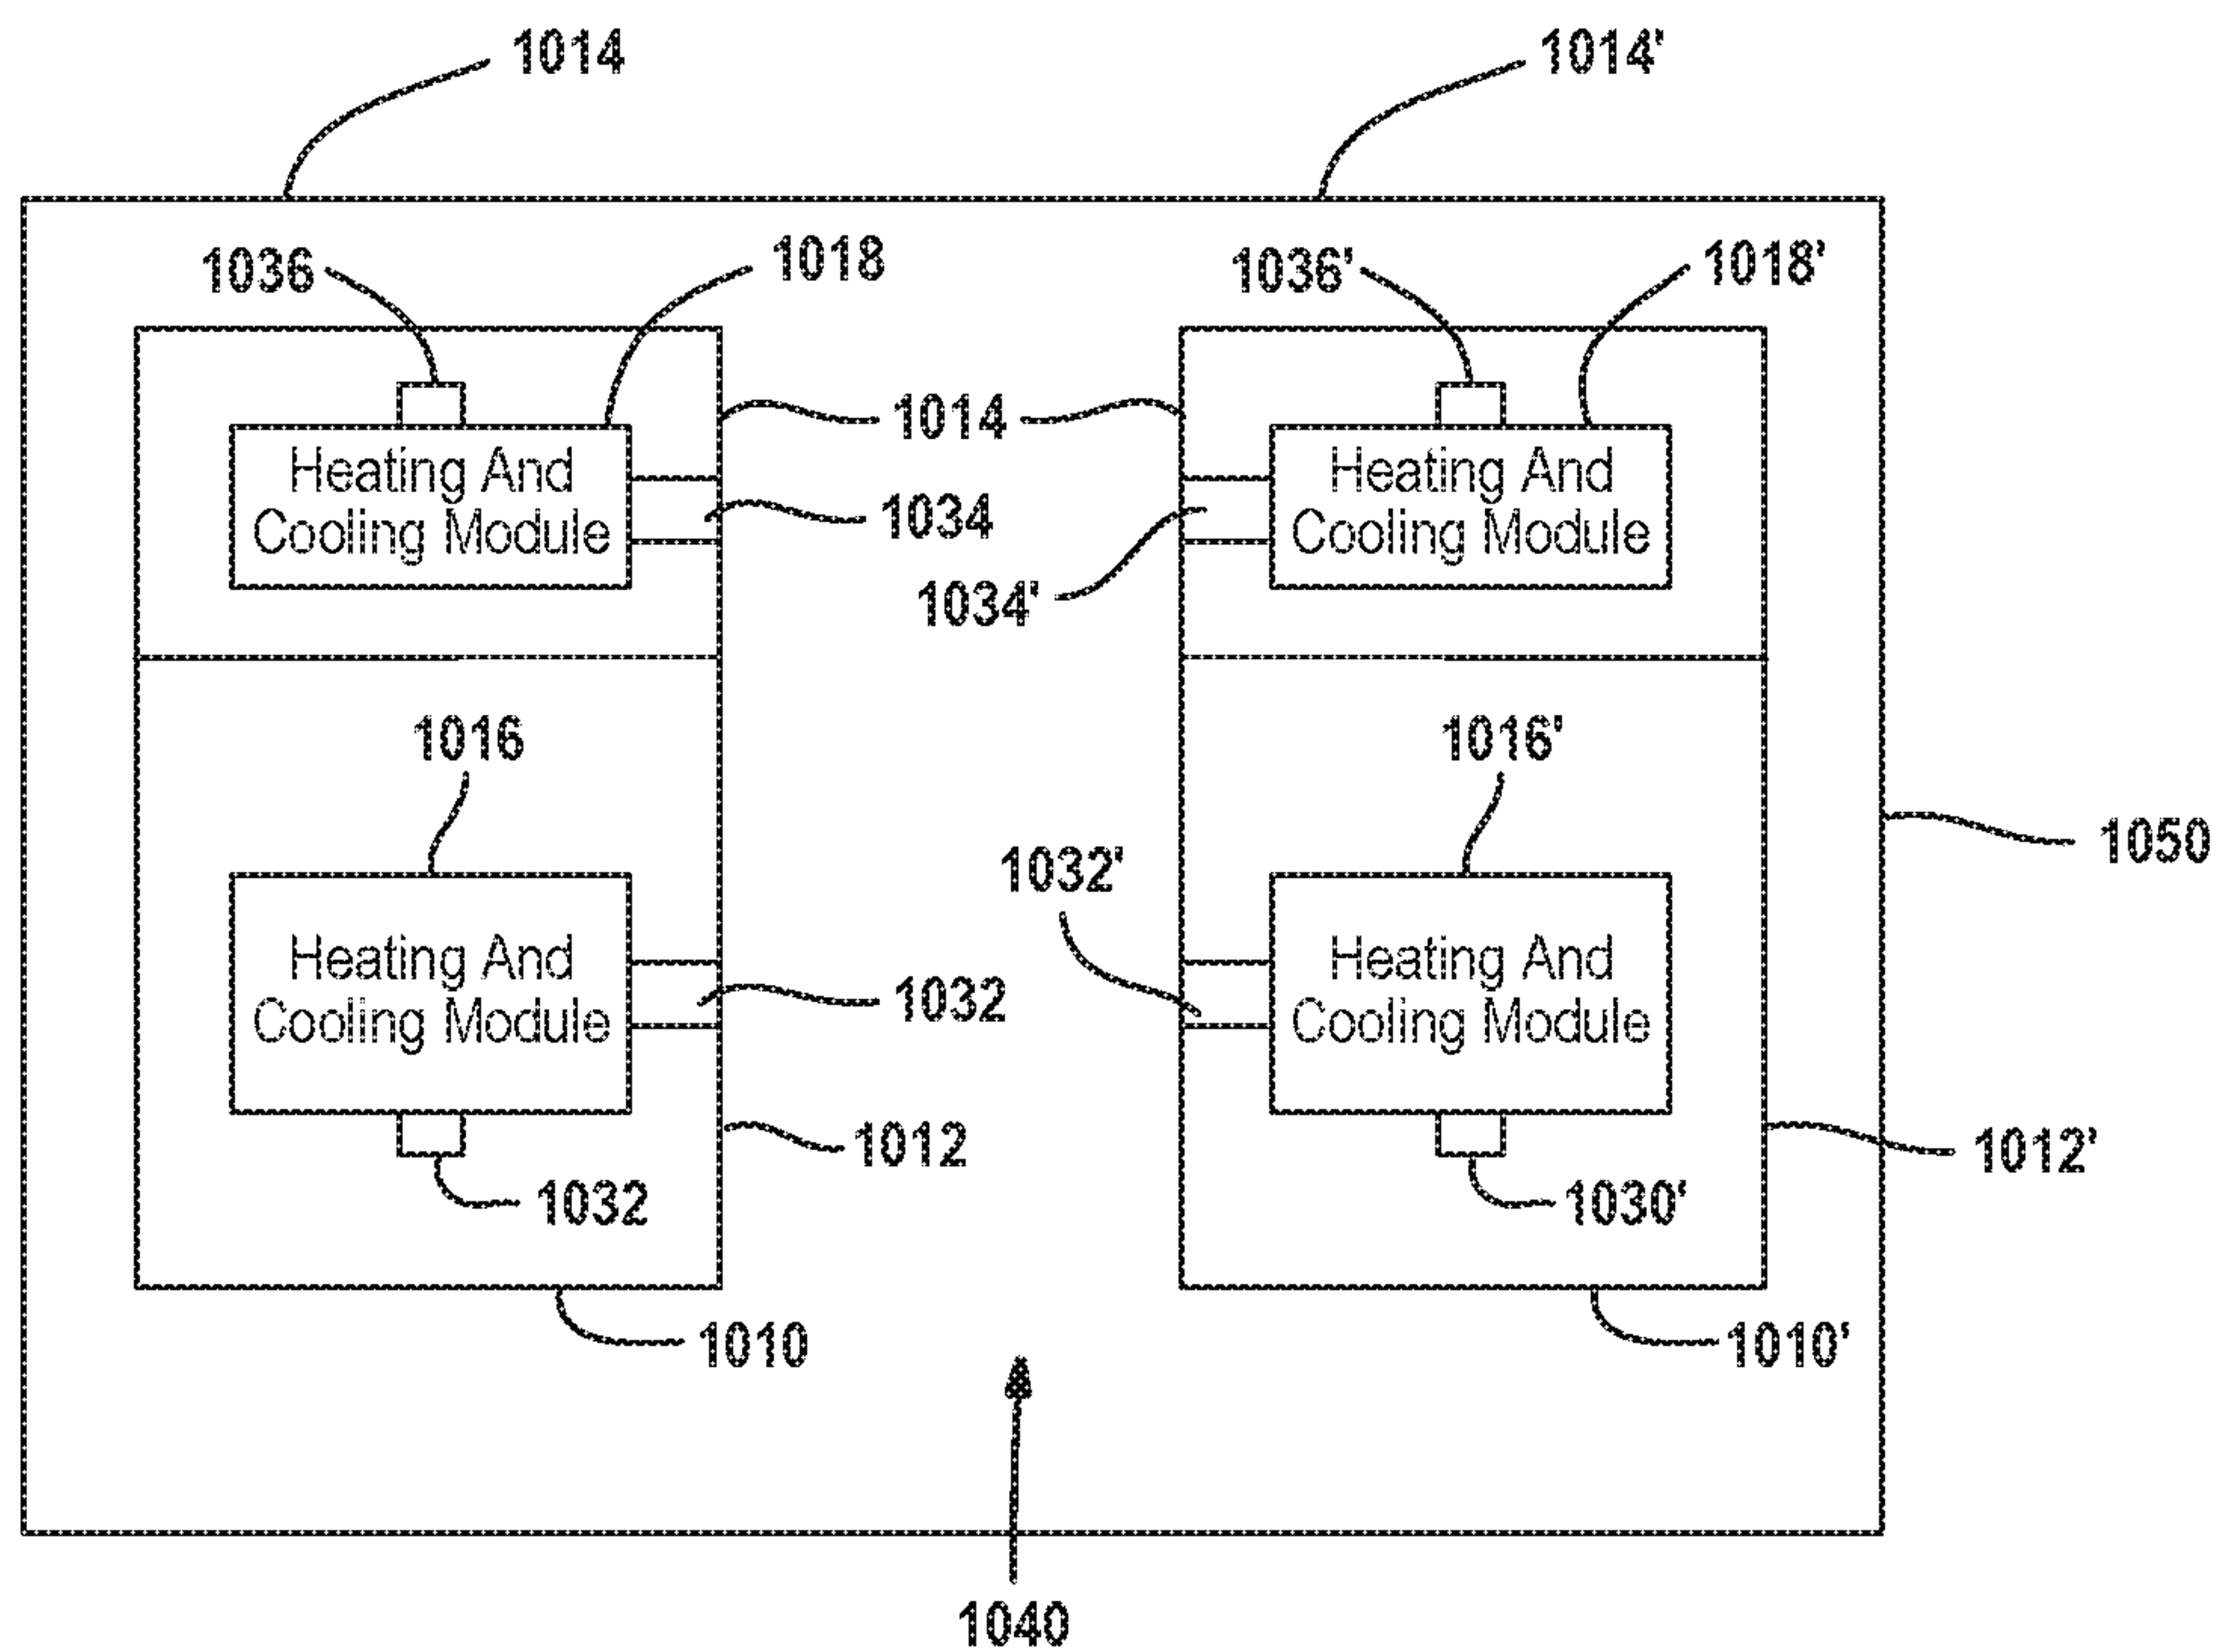 1014
1014'
1036
1018
1036'
1018'
1014
Heating And
Cooling Module
Heating And
Cooling Module
1034
1034'
1016
1016'
1050
1032'
Heating And
Cooling Module
Heating And
Cooling Module
1032
1012
1012'
1032
1030'
1010
1010'
1040